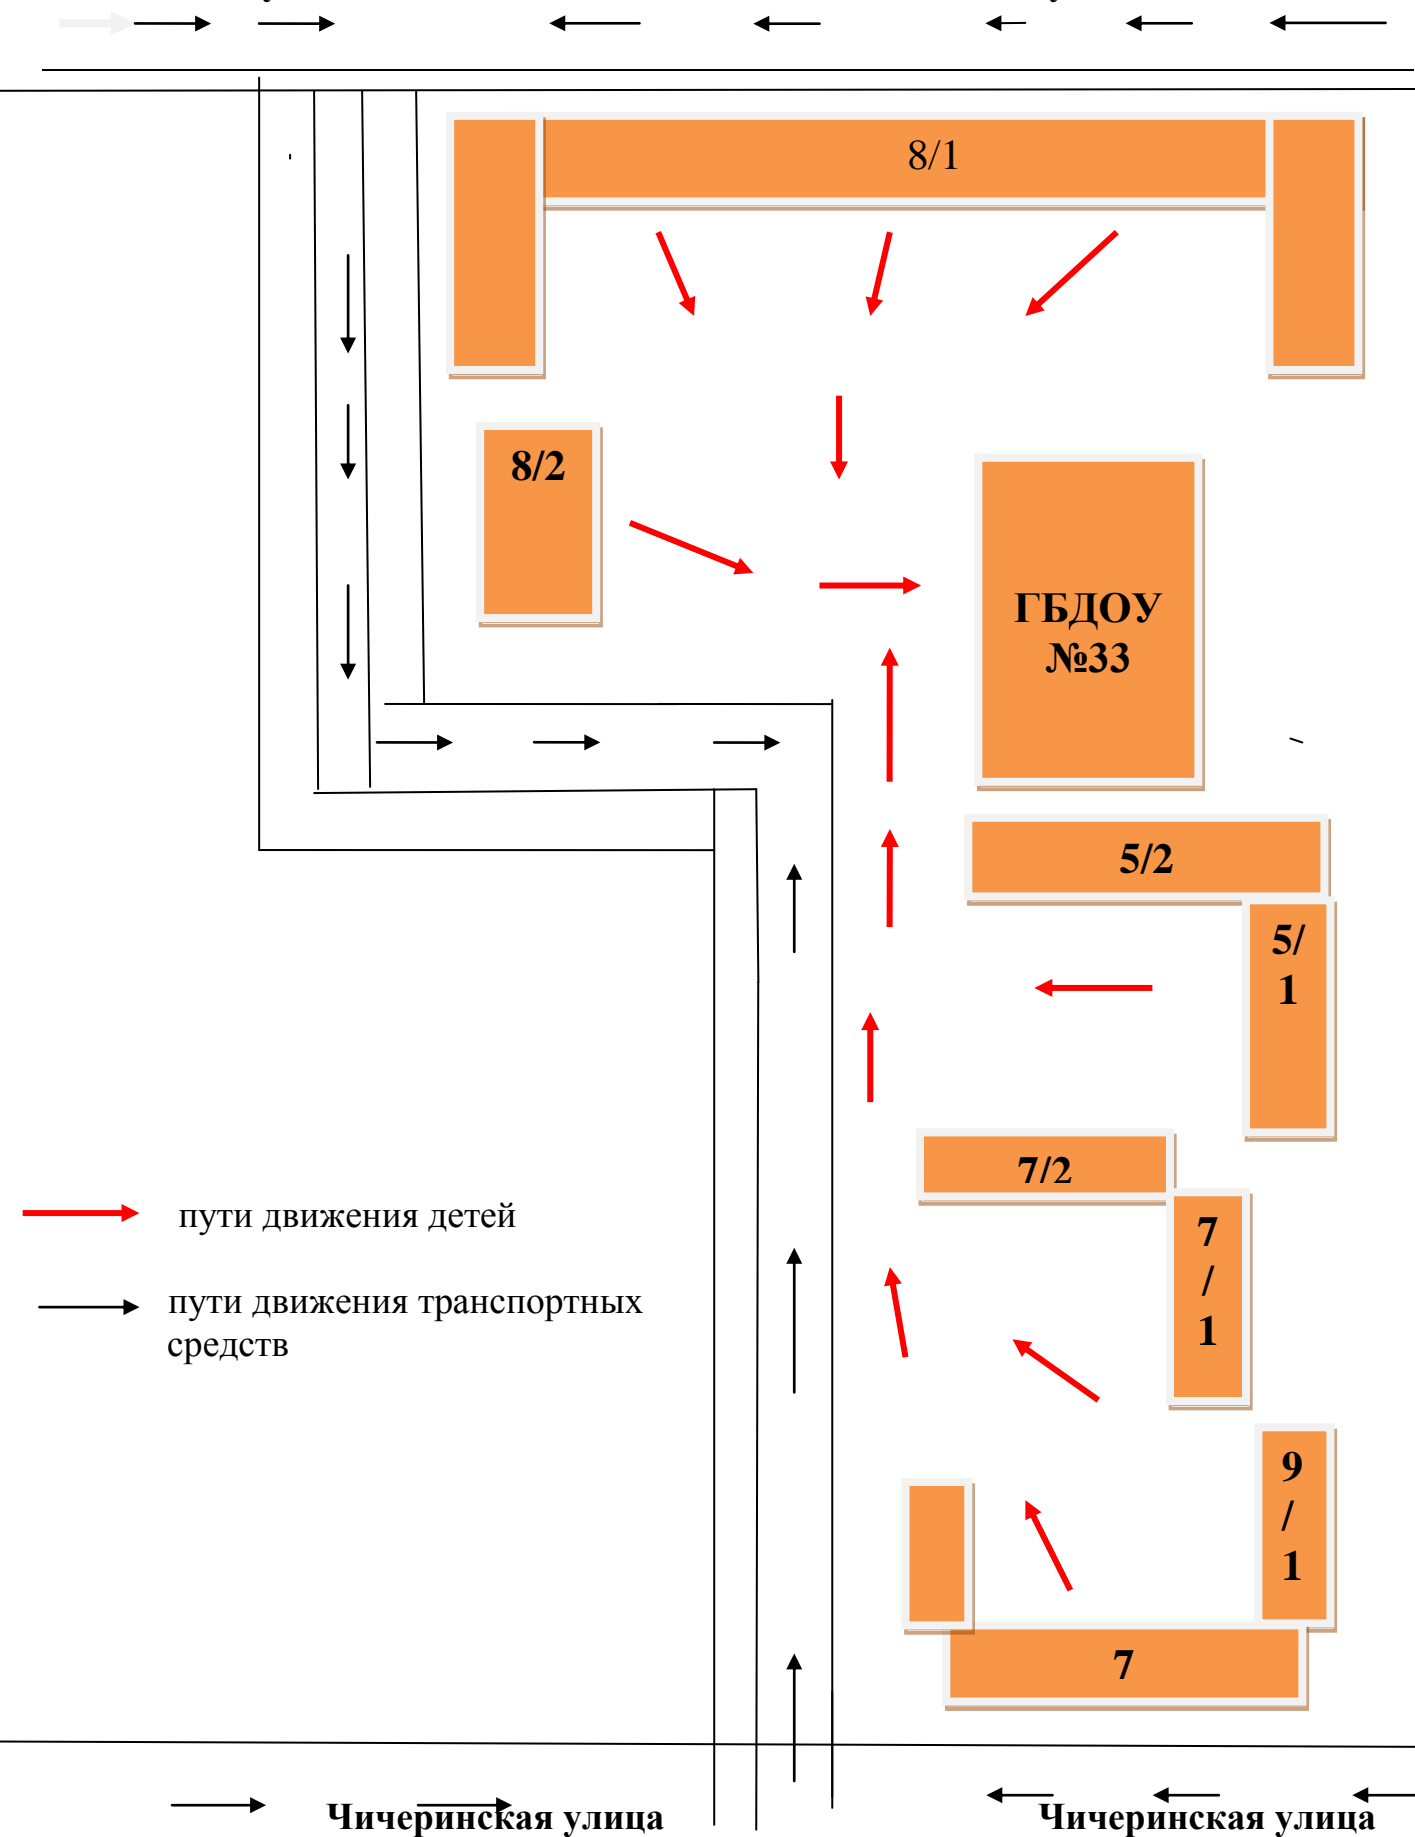 8/1
8/2
ГБДОУ
№33
5/2
5/
1
7/2
пути движения детей
7
/
1
пути движения транспортных
средств
9
/
1
7
Чичеринская улица
Чичеринская улица